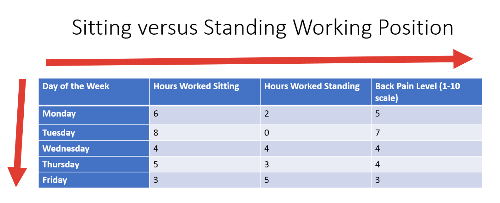 Sitting versus Standing Working Position
Day of the Week Hours Worked Sitting Hours Worked Standing Back Pain Level (1-10
scale)
Monday 6 2 5
Tuesday 8 0 7
Wednesday 4 4 4
Thursday 5 3 4
Friday 3 5 3